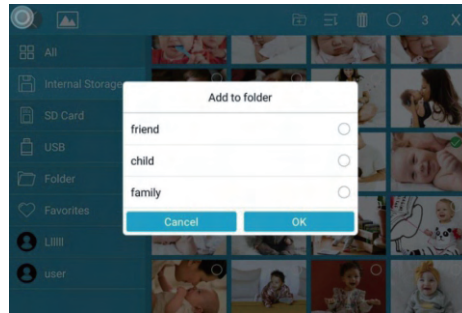 3 X
All
Internal Storage
SD Card
USB
Folder
Favorites
LIllll
user
Add to folder
friend
child
family
Cancel
OK